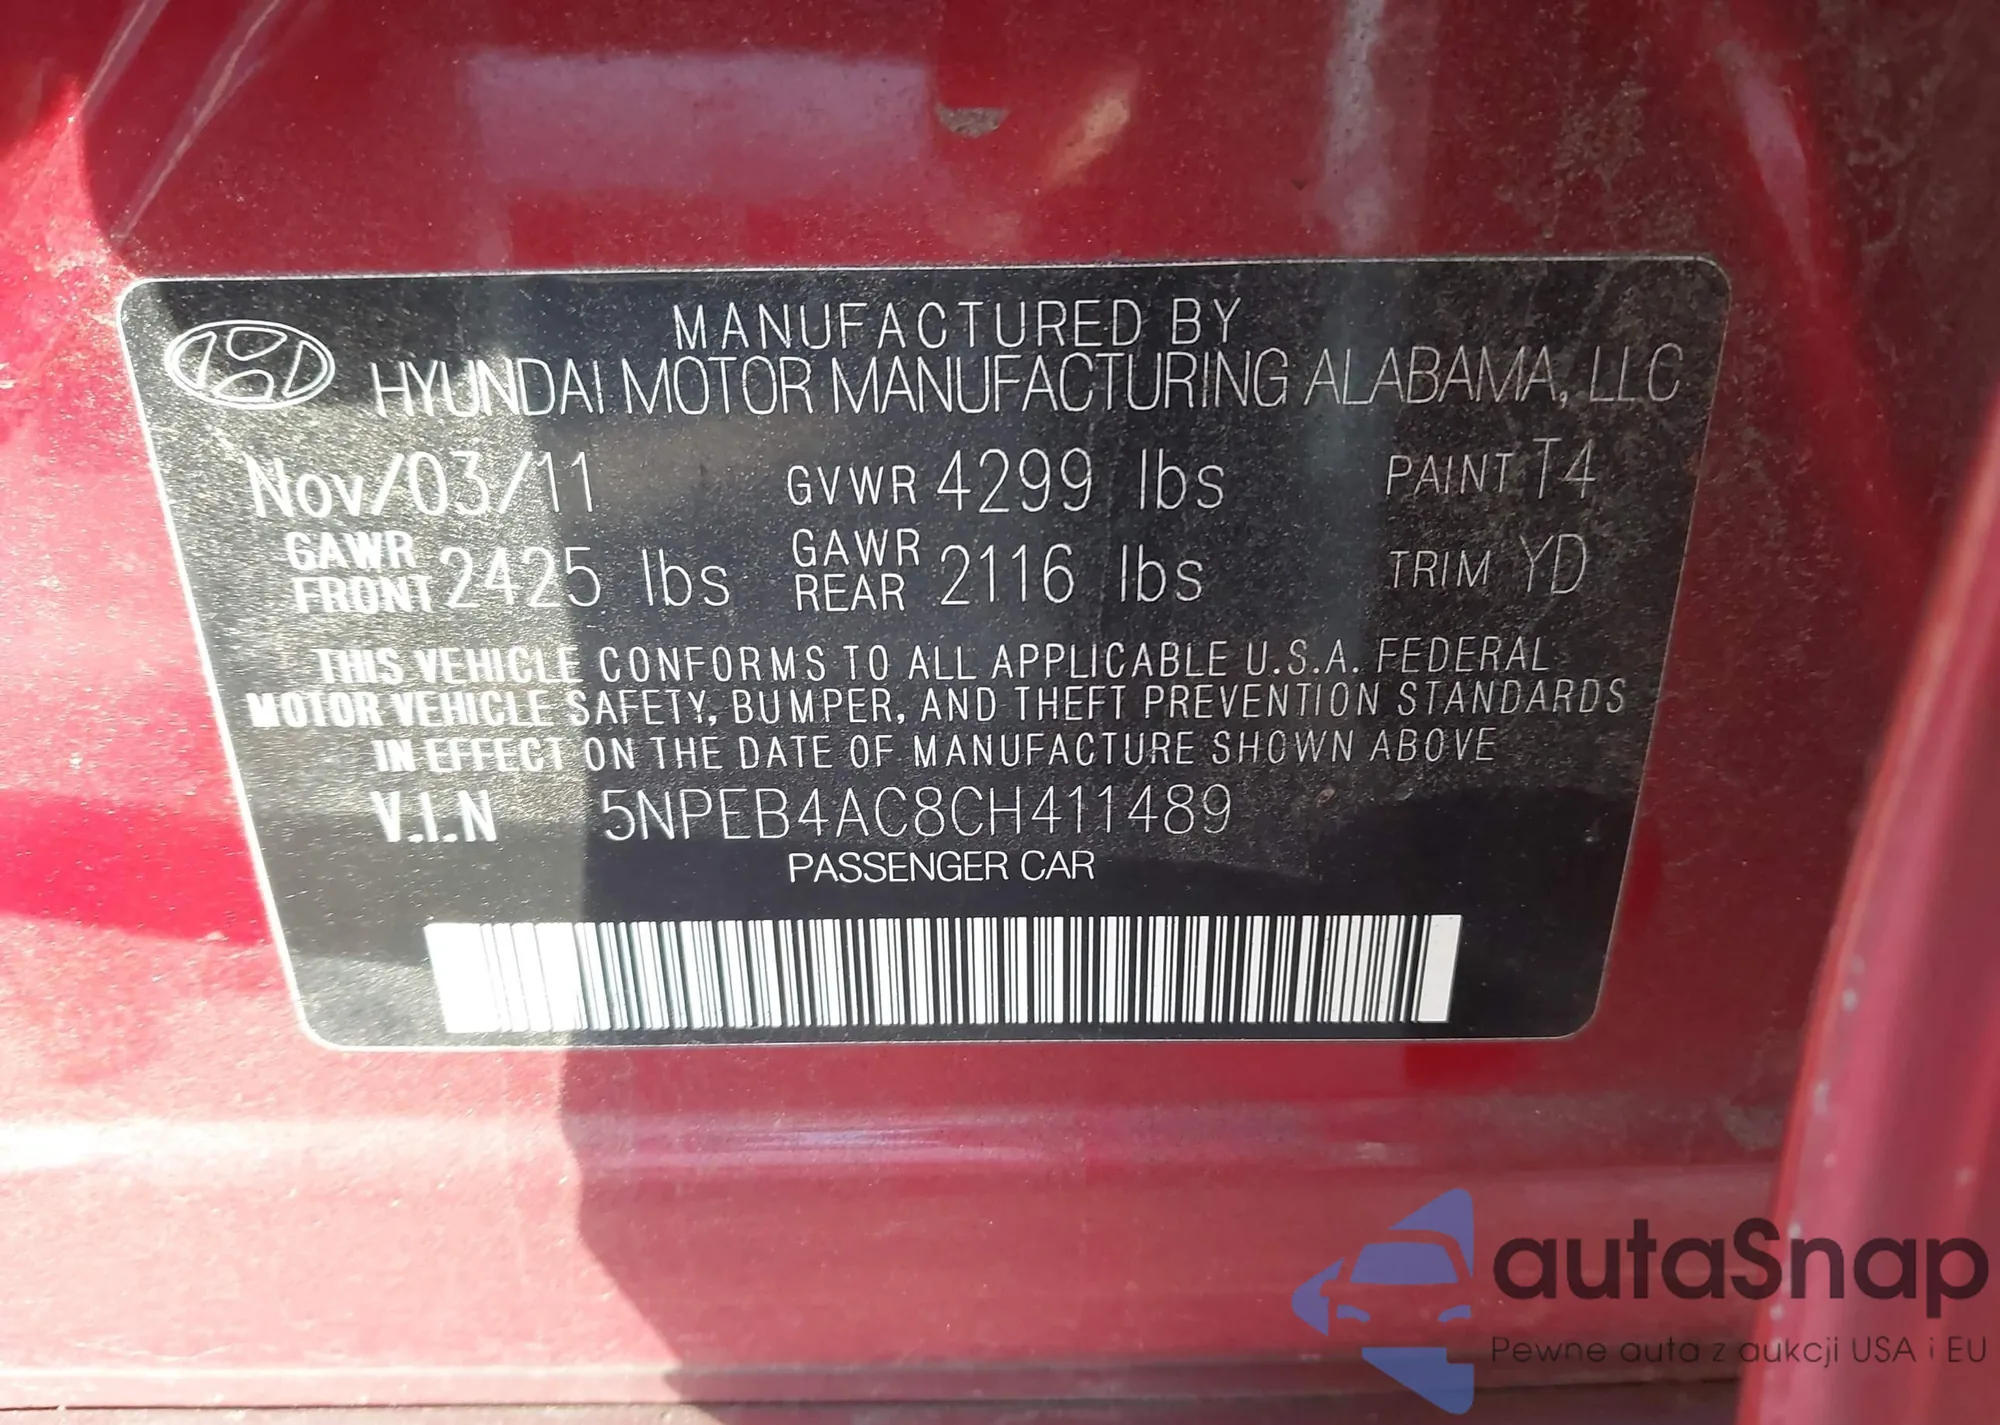 MANUFACTURED BY
HYUNDAI MOTOR MANUFACTURING ALABAMA, LLC
Nov/03/11 GVWR 4299 lbs PAINT T4
GAWR FRONT 2425 lbs GAWR REAR 2116 lbs TRIM YD
THIS VEHICLE CONFORMS TO ALL APPLICABLE U.S.A. FEDERAL
MOTOR VEHICLE SAFETY, BUMPER, AND THEFT PREVENTION STANDARDS
IN EFFECT ON THE DATE OF MANUFACTURE SHOWN ABOVE
V.I.N 5NPEB4AC8CH411489
PASSENGER CAR
autaSnap
Pewne auta z aukcji USA i EU